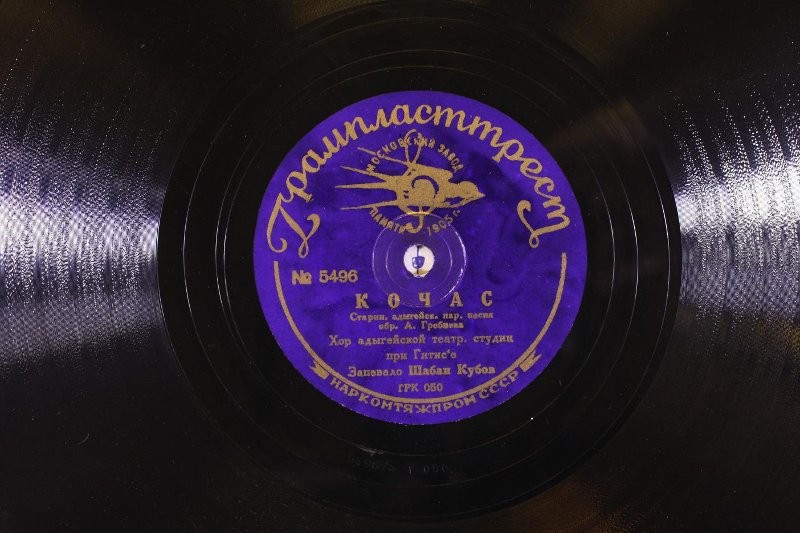 Грампласттрест
МОСКОВСКИЙ ЗАВОД
ПАМЯТИ 1905 г.
№ 5496
КОЧАС
Старин. адыгейск. нар. песня
обр. А. Гребнева
Хор адыгейской театр. студии
при Гитис'е
Запевало Шабан Кубов
ГРК 050
НАРКОМТЯЖПРОМ СССР